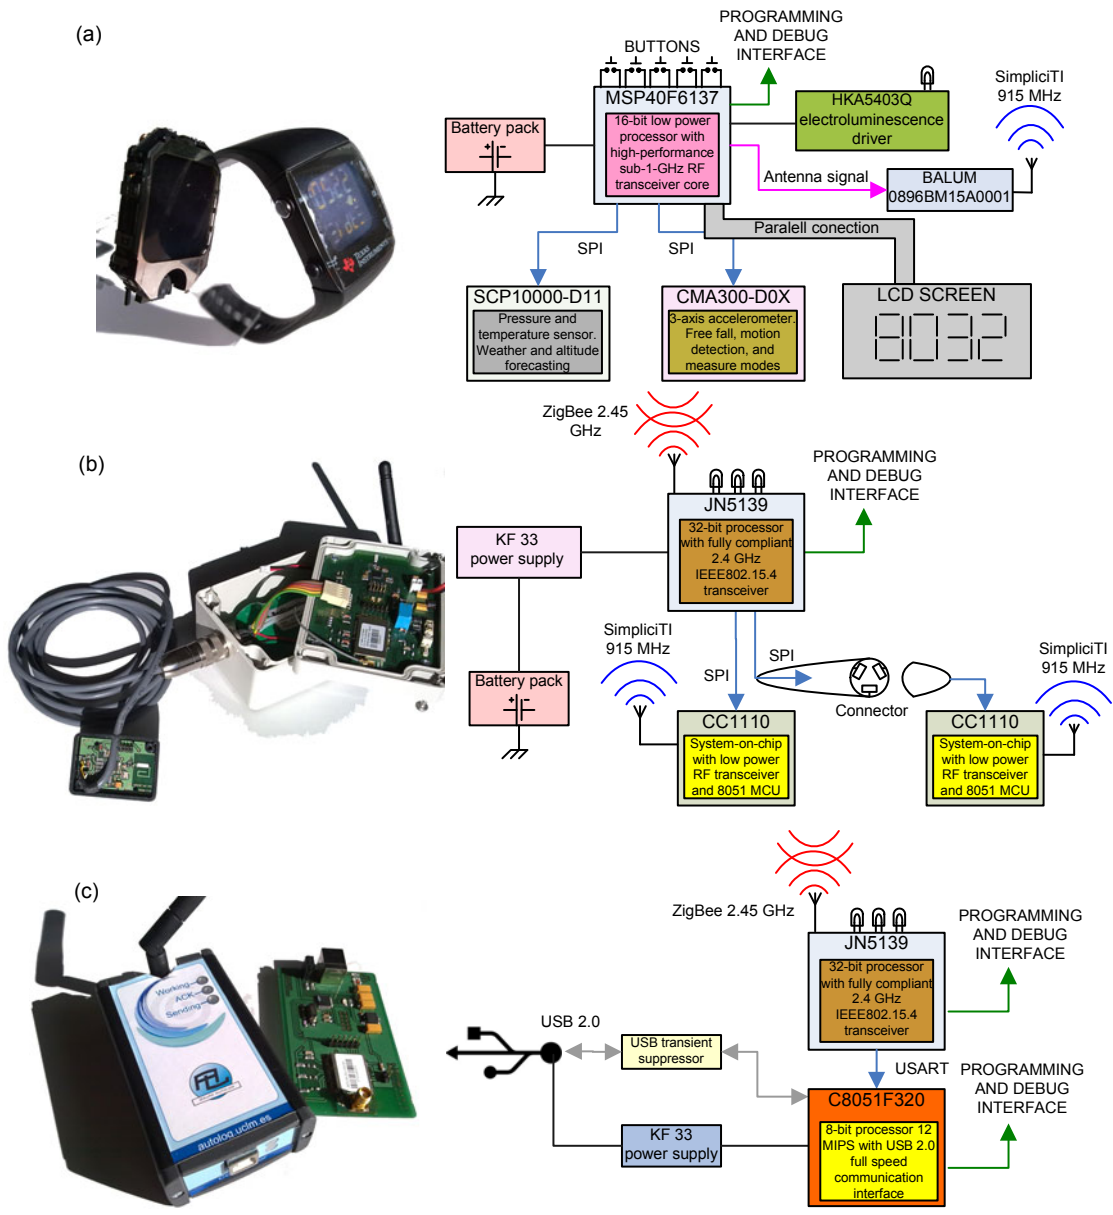 (a)
PROGRAMMING
AND DEBUG
INTERFACE
BUTTONS
SimpliciTI
915 MHz
MSP40F6137
16-bit low power
processor with
high-performance
sub-1-GHz RF
transceiver core
HKA5403Q
electroluminescence
driver
Battery pack
Antenna signal
BALUM
0896BM15A0001
Paralell conection
SPI
SPI
SCP10000-D11
Pressure and
temperature sensor.
Weather and altitude
forecasting
CMA300-D0X
3-axis accelerometer.
Free fall, motion
detection, and
measure modes
LCD SCREEN
8032
TEXAS
INSTRUMENTS
(b)
ZigBee 2.45
GHz
PROGRAMMING
AND DEBUG
INTERFACE
JN5139
32-bit processor
with fully compliant
2.4 GHz
IEEE802.15.4
transceiver
KF 33
power supply
Battery pack
SimpliciTI
915 MHz
SPI
SPI
Connector
SimpliciTI
915 MHz
CC1110
System-on-chip
with low power
RF transceiver
and 8051 MCU
CC1110
System-on-chip
with low power
RF transceiver
and 8051 MCU
(c)
ZigBee 2.45 GHz
PROGRAMMING
AND DEBUG
INTERFACE
JN5139
32-bit processor
with fully compliant
2.4 GHz
IEEE802.15.4
transceiver
Working
ACK
Sending
autolog.uclm.es
USB 2.0
USB transient
suppressor
USART
PROGRAMMING
AND DEBUG
INTERFACE
C8051F320
8-bit processor 12
MIPS with USB 2.0
full speed
communication
interface
KF 33
power supply